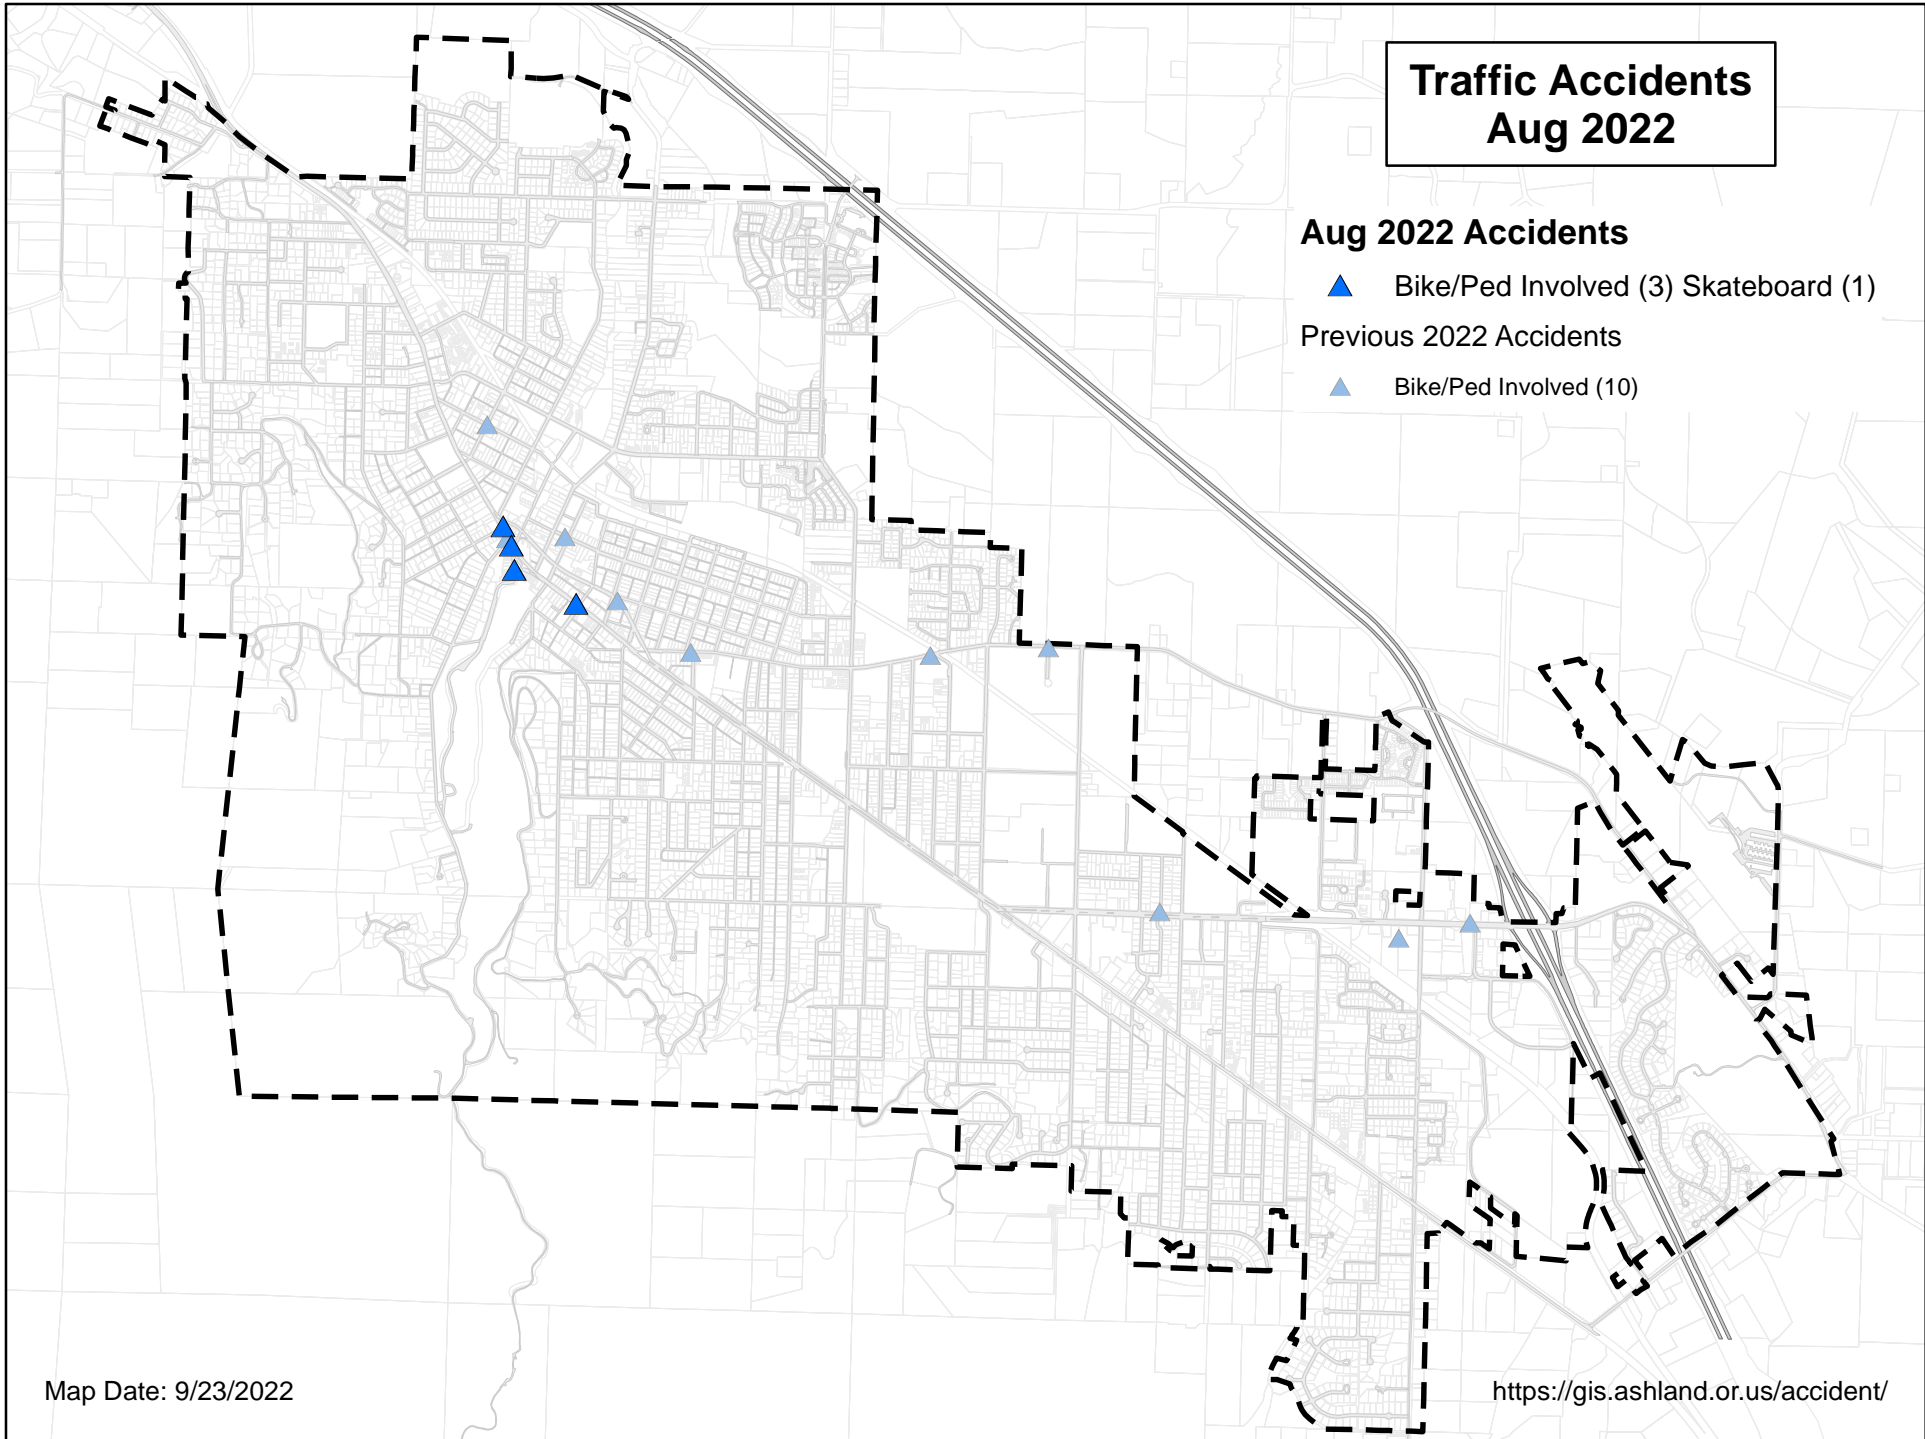 Traffic Accidents
Aug 2022
Aug 2022 Accidents
Bike/Ped Involved (3) Skateboard (1)
Previous 2022 Accidents
Bike/Ped Involved (10)
Map Date: 9/23/2022
https://gis.ashland.or.us/accident/